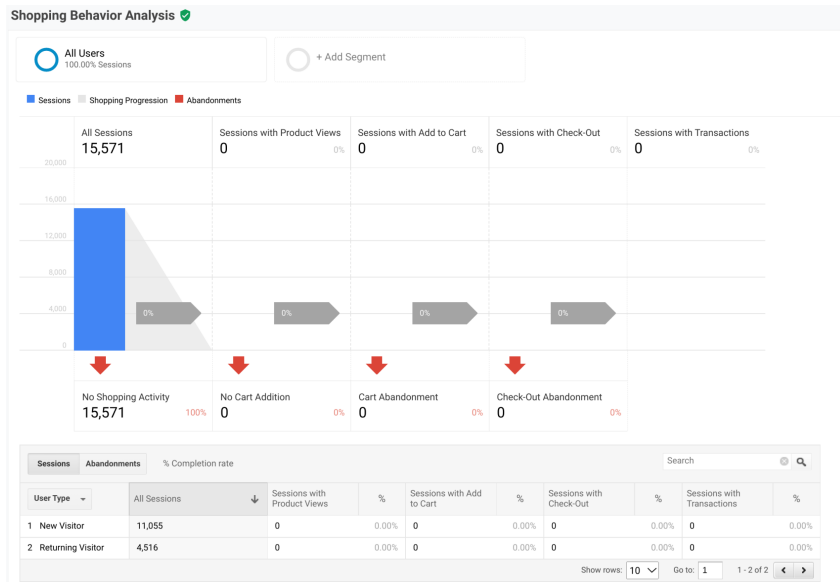 Shopping Behavior Analysis
All Users
100.00% Sessions
+ Add Segment
Sessions Shopping Progression Abandonments
All Sessions
15,571
Sessions with Product Views
0 0%
Sessions with Add to Cart
0 0%
Sessions with Check-Out
0 0%
Sessions with Transactions
0 0%
20,000
16,000
12,000
8,000
4,000
0
0% 0% 0% 0%
No Shopping Activity
15,571 100%
No Cart Addition
0 0%
Cart Abandonment
0 0%
Check-Out Abandonment
0 0%
Sessions Abandonments % Completion rate Search
User Type All Sessions Sessions with Product Views % Sessions with Add to Cart % Sessions with Check-Out % Sessions with Transactions %
1 New Visitor 11,055 0 0.00% 0 0.00% 0 0.00% 0 0.00%
2 Returning Visitor 4,516 0 0.00% 0 0.00% 0 0.00% 0 0.00%
Show rows: 10 Go to: 1 1 - 2 of 2